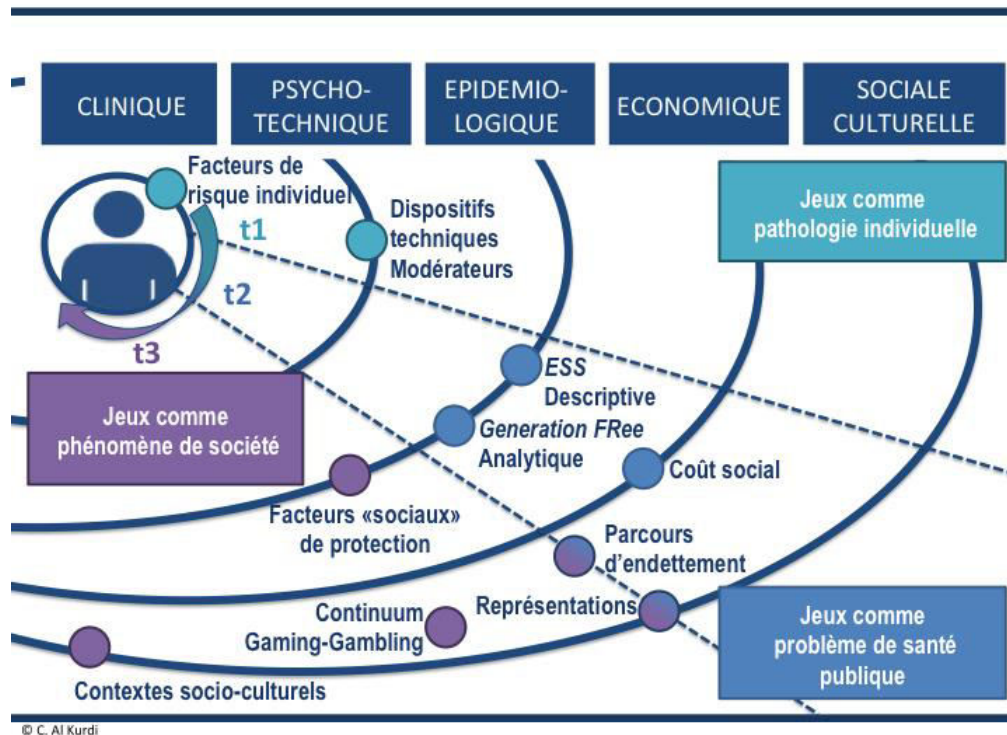 CLINIQUE
PSYCHO-
TECHNIQUE
EPIDEMIO-
LOGIQUE
ECONOMIQUE
SOCIALE
CULTURELLE
Facteurs de
risque individuel
t1
t2
t3
Dispositifs
techniques
Modérateurs
Jeux comme
pathologie individuelle
Jeux comme
phénomène de société
ESS
Descriptive
Generation FRee
Analytique
Coût social
Facteurs «sociaux»
de protection
Parcours
d'endettement
Représentations
Continuum
Gaming-Gambling
Contextes socio-culturels
Jeux comme
problème de santé
publique
© C. Al Kurdi